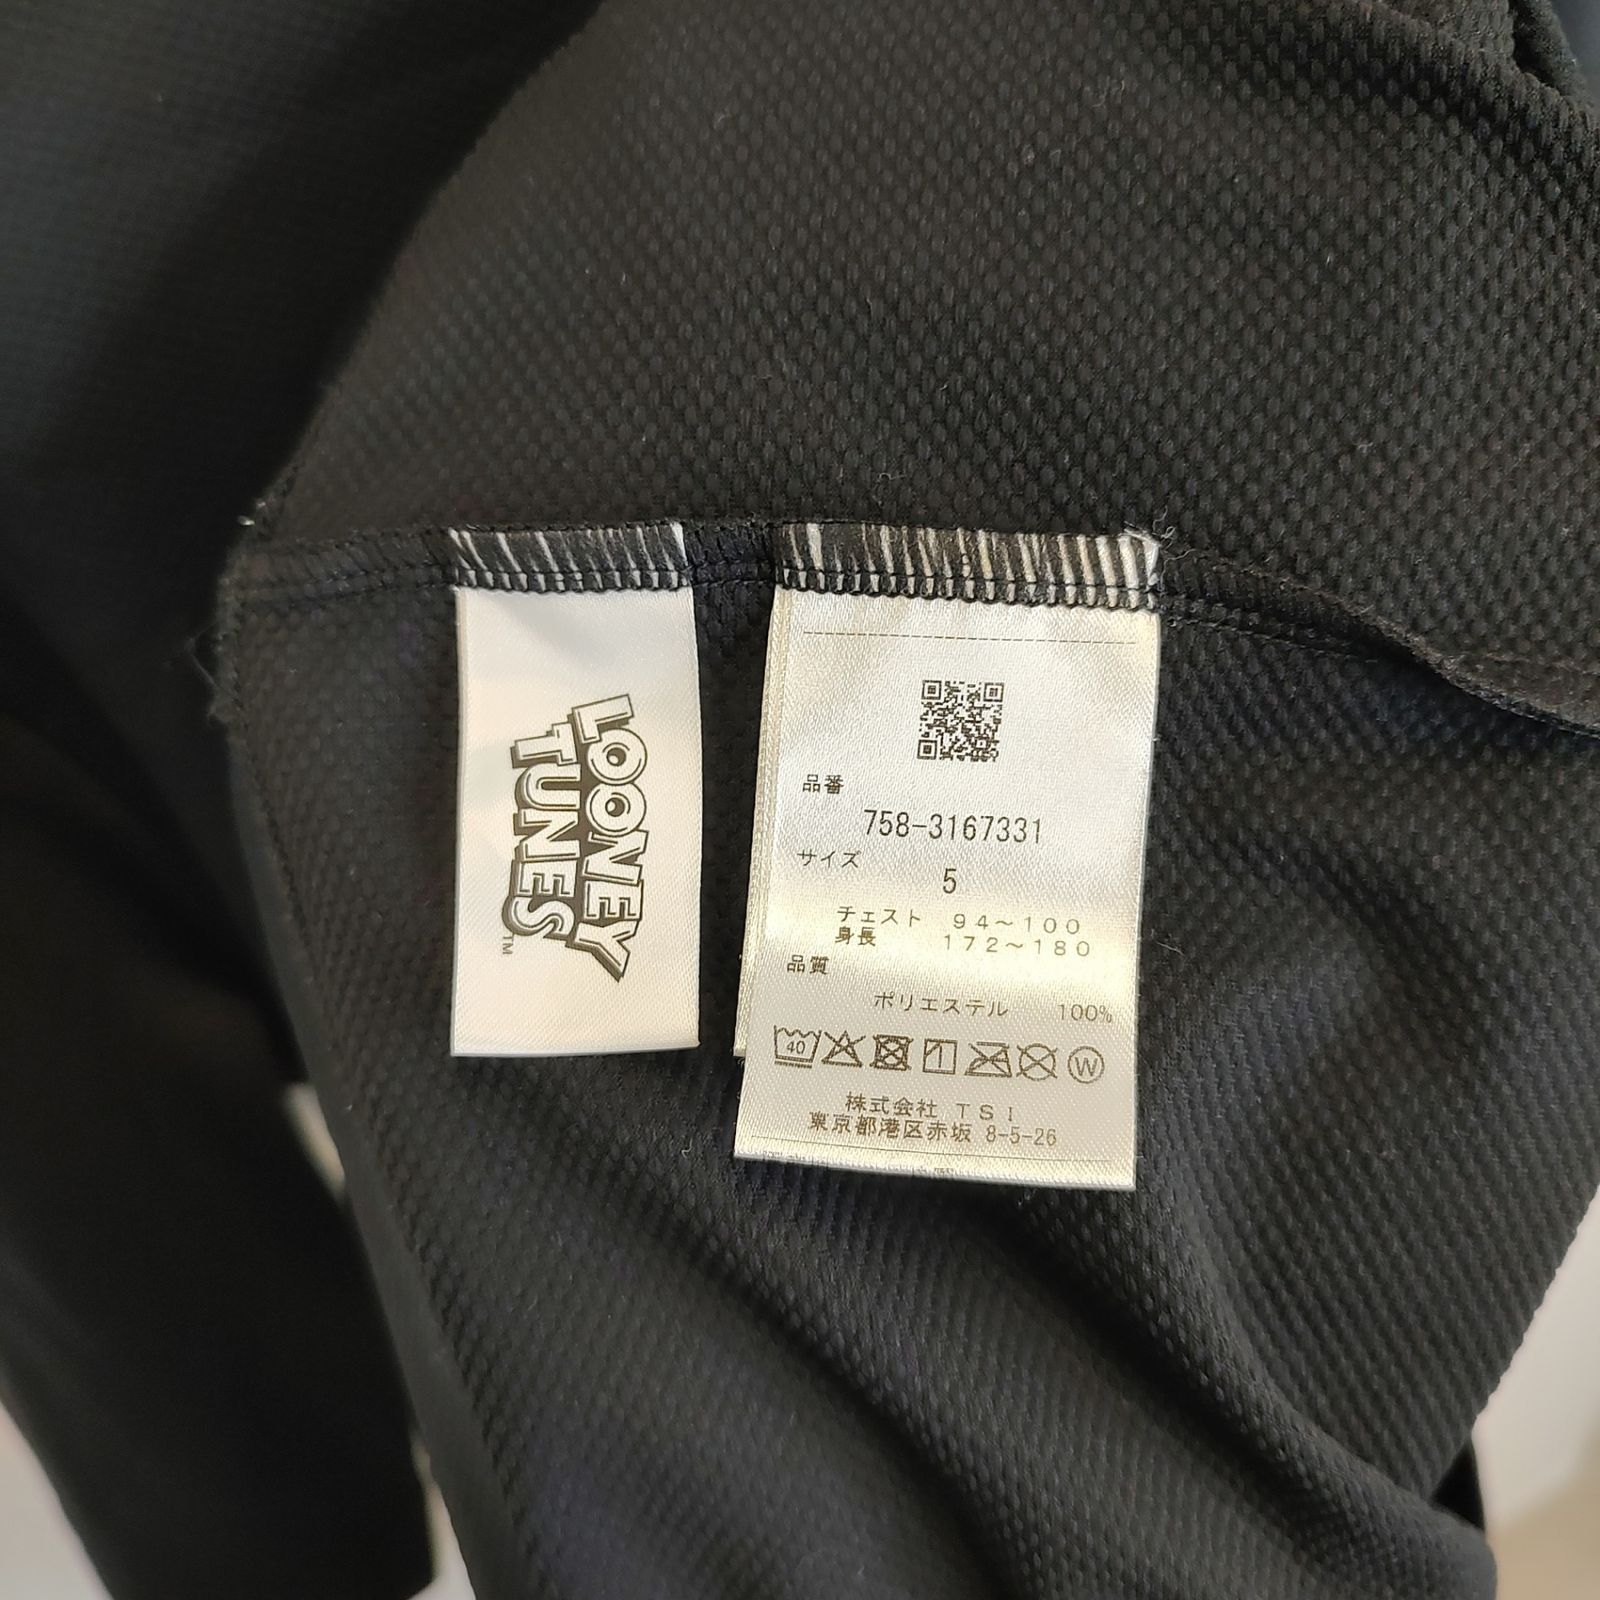 LOONEY
TUNES™
品番
758-3167331
サイズ
5
チェスト 94～100
身長 172～180
品質
ポリエステル 100%
40
W
株式会社 TSI
東京都港区赤坂 8-5-26